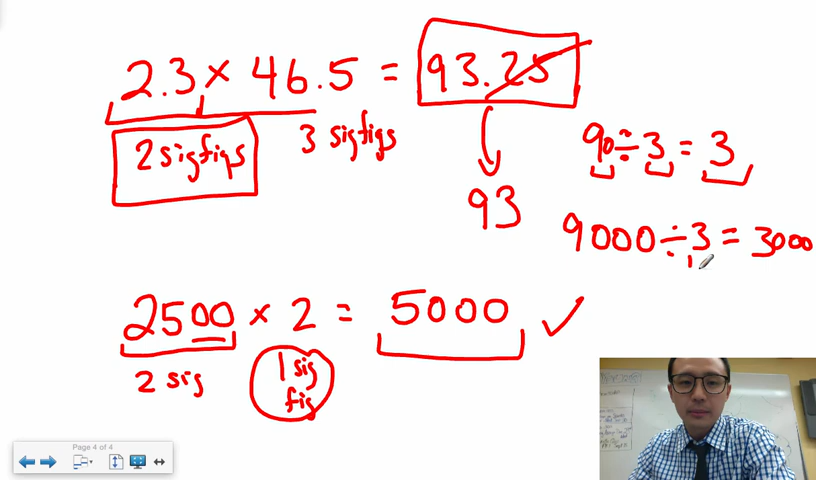 2.3 × 46.5 = 93.25
2 sigfigs
3 sigfigs
93
90 ÷ 3 = 3
9000 ÷ 3 = 3000
2500 × 2 = 5000 ✓
2 sig
1 sig
fig
Page 4 of 4